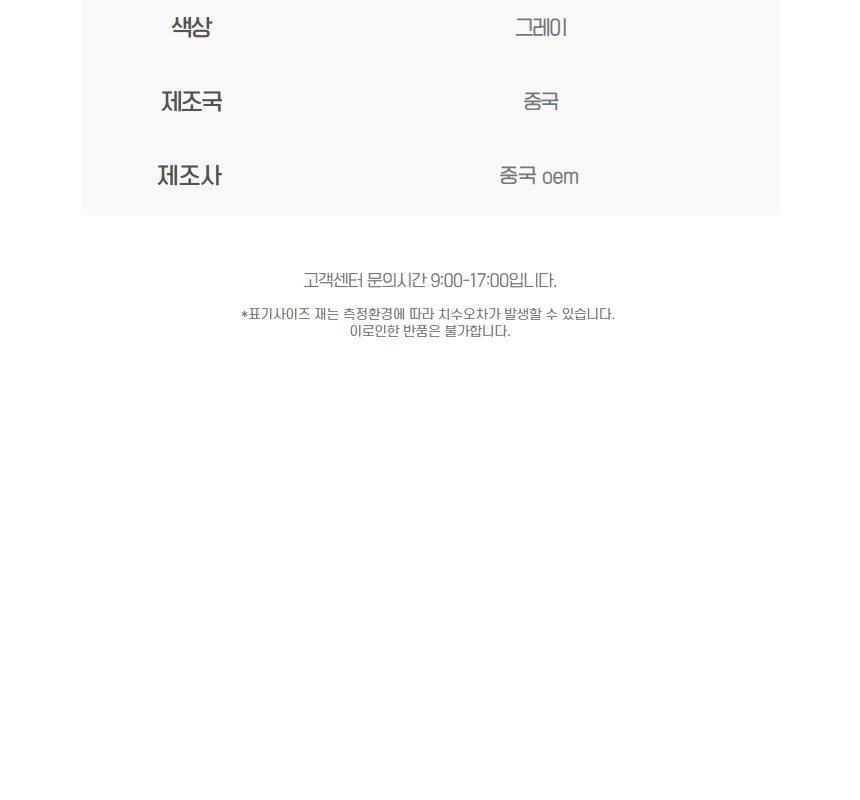 색상 그레이
제조국 중국
제조사 중국 oem
고객센터 문의시간 9:00-17:00입니다.
*표기사이즈 재는 측정환경에 따라 치수오차가 발생할 수 있습니다.
이로인한 반품은 불가합니다.